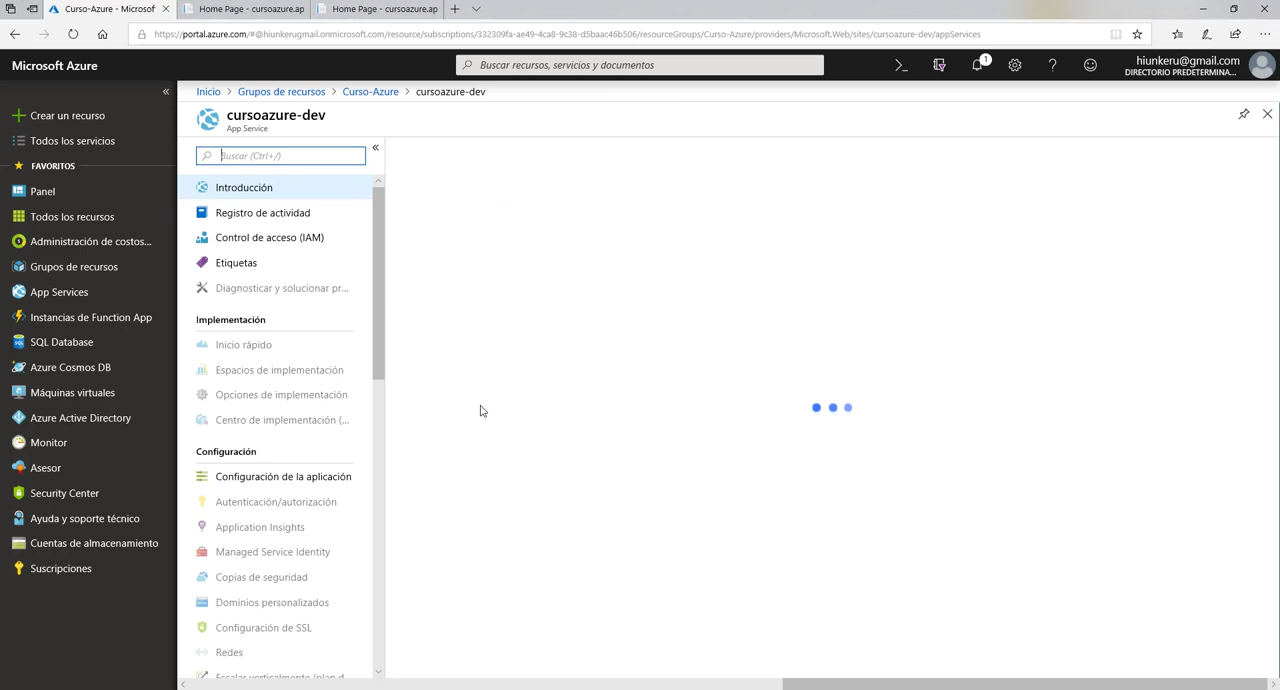 Curso-Azure - Microsof
Home Page - cursoazure.ap
Home Page - cursoazure.ap
https://portal.azure.com/#@hiunkerugmail.onmicrosoft.com/resource/subscriptions/332309fa-ae49-4ca8-9c38-d5baac46b506/resourceGroups/Curso-Azure/providers/Microsoft.Web/sites/cursoazure-dev/appServices
Microsoft Azure
Buscar recursos, servicios y documentos
1
hiunkeru@gmail.com
DIRECTORIO PREDETERMINA...
Inicio > Grupos de recursos > Curso-Azure > cursoazure-dev
cursoazure-dev
App Service
Crear un recurso
Todos los servicios
FAVORITOS
Panel
Todos los recursos
Administración de costos...
Grupos de recursos
App Services
Instancias de Function App
SQL Database
Azure Cosmos DB
Máquinas virtuales
Azure Active Directory
Monitor
Asesor
Security Center
Ayuda y soporte técnico
Cuentas de almacenamiento
Suscripciones
Buscar (Ctrl+/)
Introducción
Registro de actividad
Control de acceso (IAM)
Etiquetas
Diagnosticar y solucionar pr...
Implementación
Inicio rápido
Espacios de implementación
Opciones de implementación
Centro de implementación (...
Configuración
Configuración de la aplicación
Autenticación/autorización
Application Insights
Managed Service Identity
Copias de seguridad
Dominios personalizados
Configuración de SSL
Redes
Escalar verticalmente (plan d...